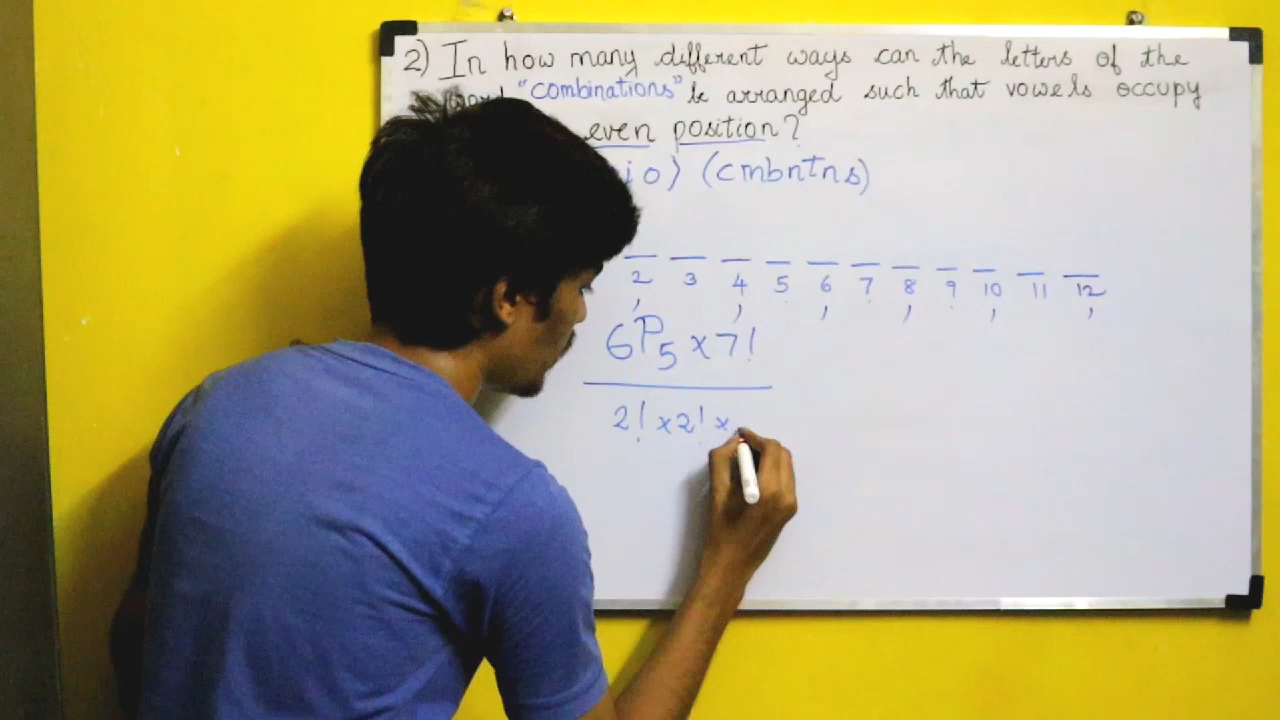 2) In how many different ways can the letters of the
word "combinations" be arranged such that vowels occupy
even position?
io) (cmbntns)
2 3 4 5 6 7 8 9 10 11 12
6P5 x 7!
2! x 2! x